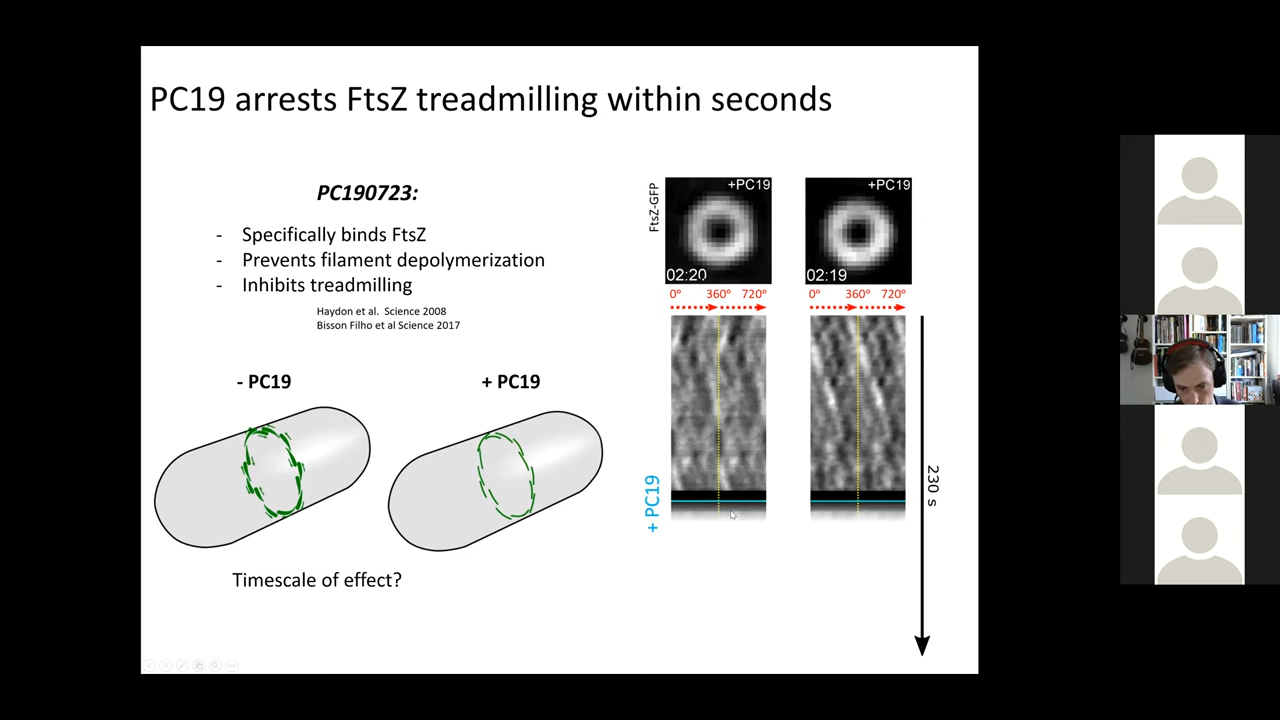 PC19 arrests FtsZ treadmilling within seconds
PC190723:
- Specifically binds FtsZ
- Prevents filament depolymerization
- Inhibits treadmilling
Haydon et al. Science 2008
Bisson Filho et al Science 2017
- PC19
+ PC19
Timescale of effect?
FtsZ-GFP
+PC19
02:20
+PC19
02:19
0° 360° 720°
0° 360° 720°
+ PC19
230 s